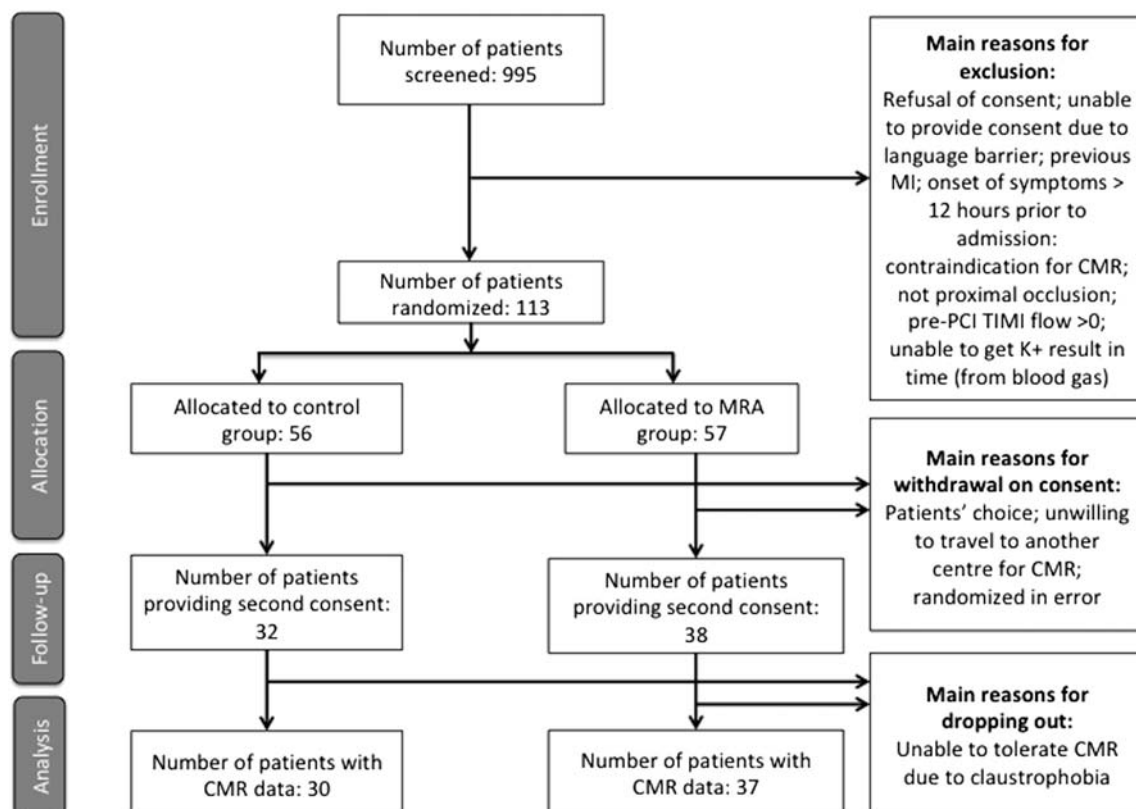 Enrollment
Number of patients
screened: 995
Main reasons for
exclusion:
Refusal of consent; unable
to provide consent due to
language barrier; previous
MI; onset of symptoms >
12 hours prior to
admission:
contraindication for CMR;
not proximal occlusion;
pre-PCI TIMI flow >0;
unable to get K+ result in
time (from blood gas)
Number of patients
randomized: 113
Allocation
Allocated to control
group: 56
Allocated to MRA
group: 57
Main reasons for
withdrawal on consent:
Patients’ choice; unwilling
to travel to another
centre for CMR;
randomized in error
Follow-up
Number of patients
providing second consent:
32
Number of patients
providing second consent:
38
Main reasons for
dropping out:
Unable to tolerate CMR
due to claustrophobia
Analysis
Number of patients with
CMR data: 30
Number of patients with
CMR data: 37